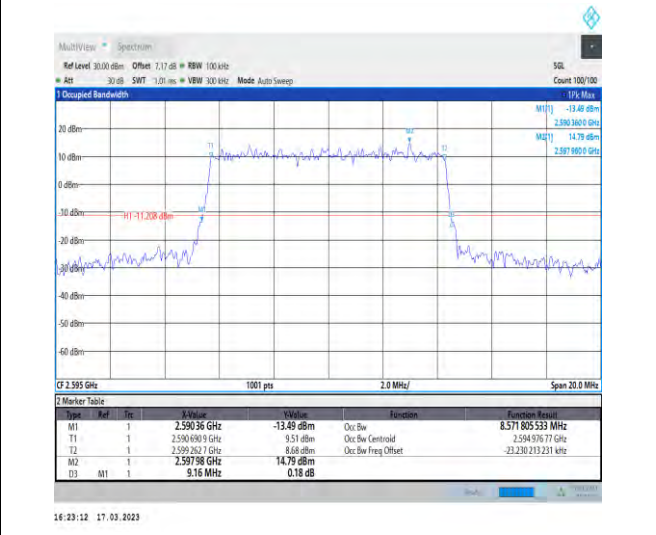 MultiView Spectrum
Ref Level 30.00 dBm Offset 7.17 dB RBW 100 kHz SGL
Att 30 dB SWT 1.01 ms VBW 300 kHz Mode Auto Sweep Count 100/100
1 Occupied Bandwidth 1Pk Max
M1[1] -13.49 dBm
2.590 360 0 GHz
M2[1] 14.79 dBm
2.597 980 0 GHz
20 dBm
M2
T1 T2
10 dBm
0 dBm
M1
-10 dBm
H1 -11.208 dBm
-20 dBm
-30 dBm
-40 dBm
-50 dBm
-60 dBm
CF 2.595 GHz 1001 pts 2.0 MHz/ Span 20.0 MHz
2 Marker Table
Type Ref Trc X-Value Y-Value Function Function Result
M1 1 2.590 36 GHz -13.49 dBm Occ Bw 8.571 805 533 MHz
T1 1 2.590 690 9 GHz 9.51 dBm Occ Bw Centroid 2.594 976 77 GHz
T2 1 2.599 262 7 GHz 8.68 dBm Occ Bw Freq Offset -23.230 213 231 kHz
M2 1 2.597 98 GHz 14.79 dBm
D3 M1 1 9.16 MHz 0.18 dB
16:23:12 17.03.2023